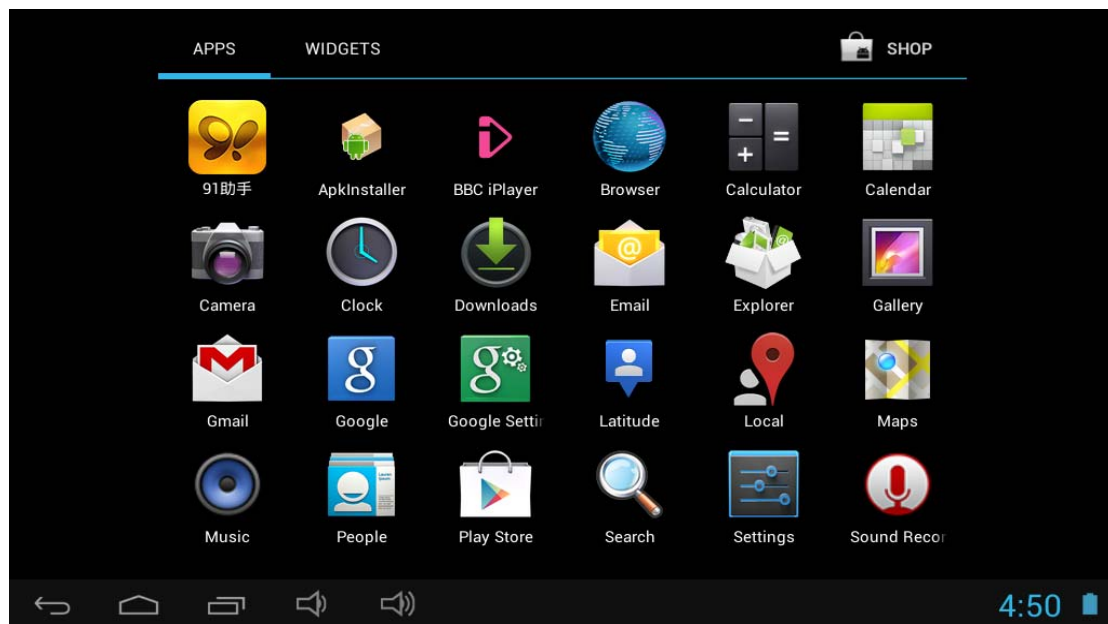 APPS WIDGETS SHOP
91助手 ApkInstaller BBC iPlayer Browser Calculator Calendar
Camera Clock Downloads Email Explorer Gallery
Gmail Google Google Settin Latitude Local Maps
Music People Play Store Search Settings Sound Recor
4:50